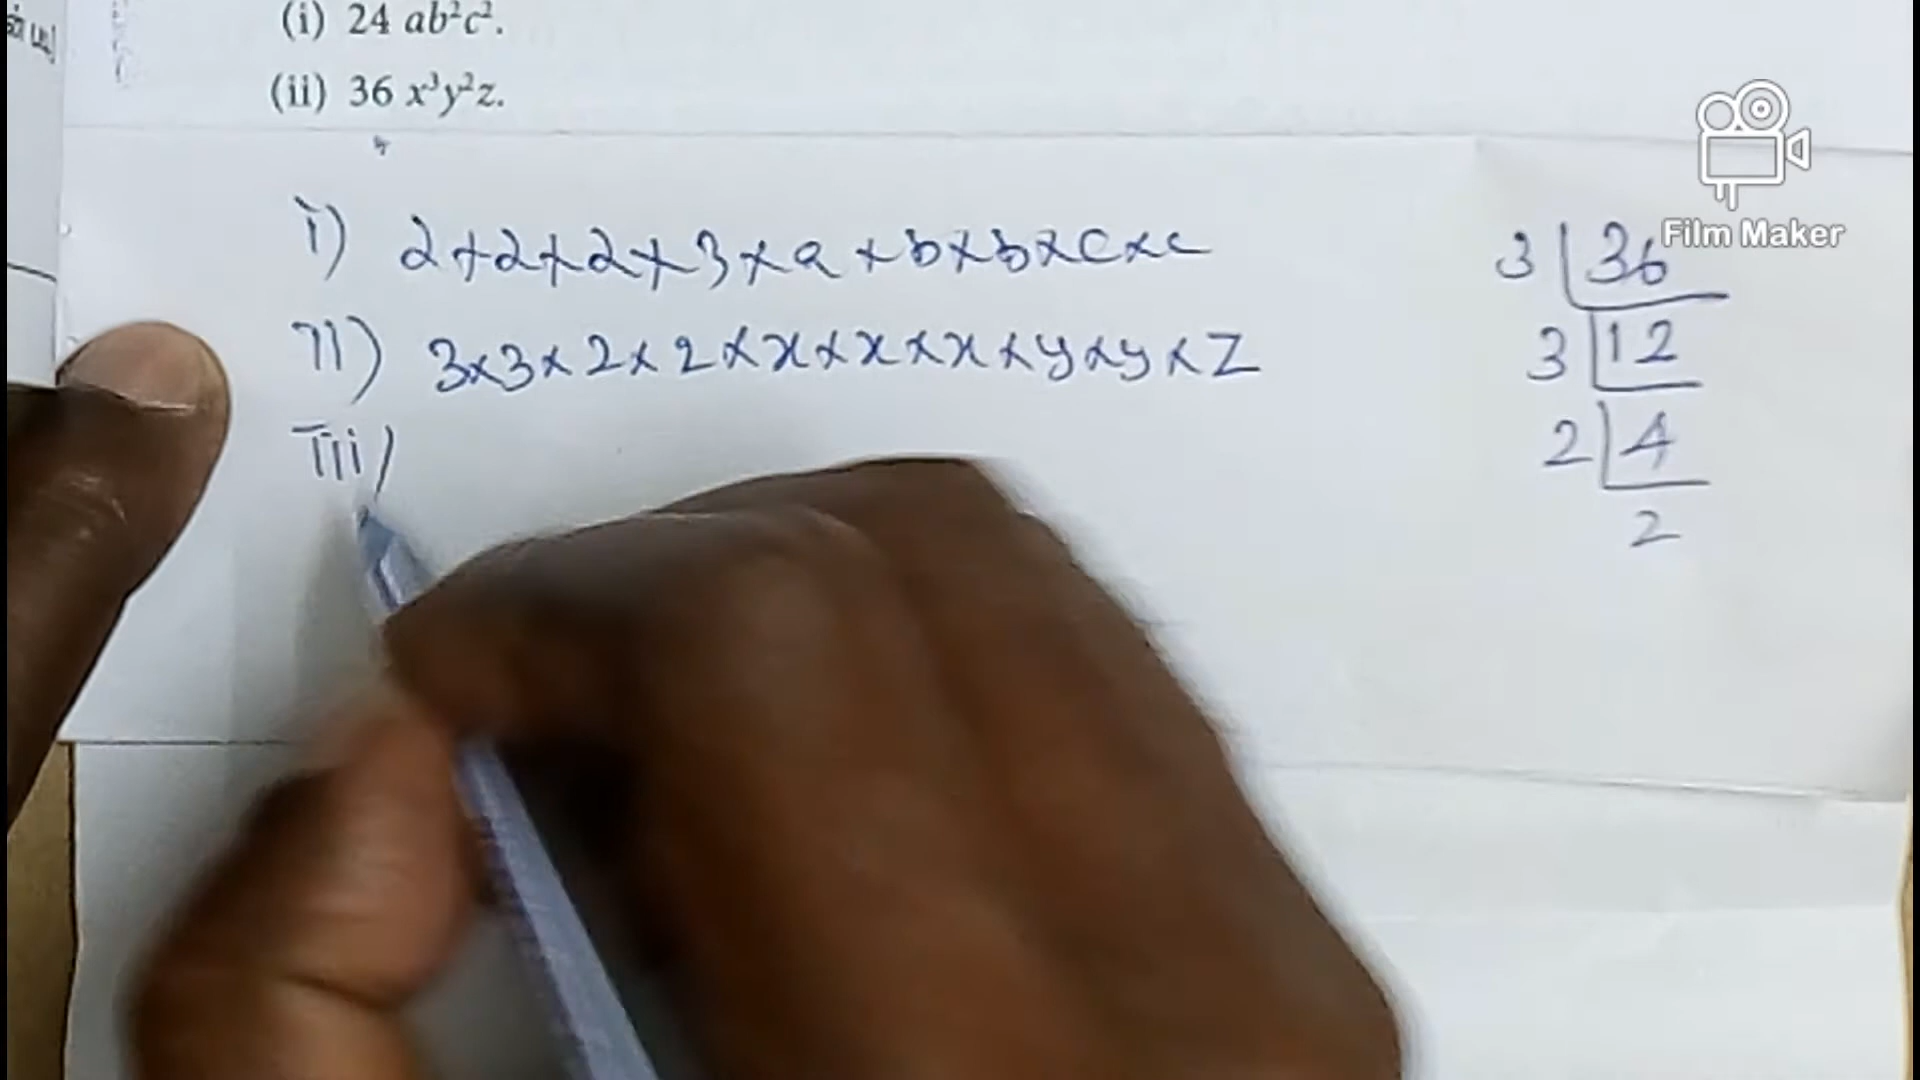 (i) 24 ab²c².
(ii) 36 x³y²z.
i) 2×2×2×3×a×b×b×c×c
ii) 3×3×2×2×x×x×x×y×y×z
iii)
Film Maker
3 | 36
3 | 12
2 | 4
2